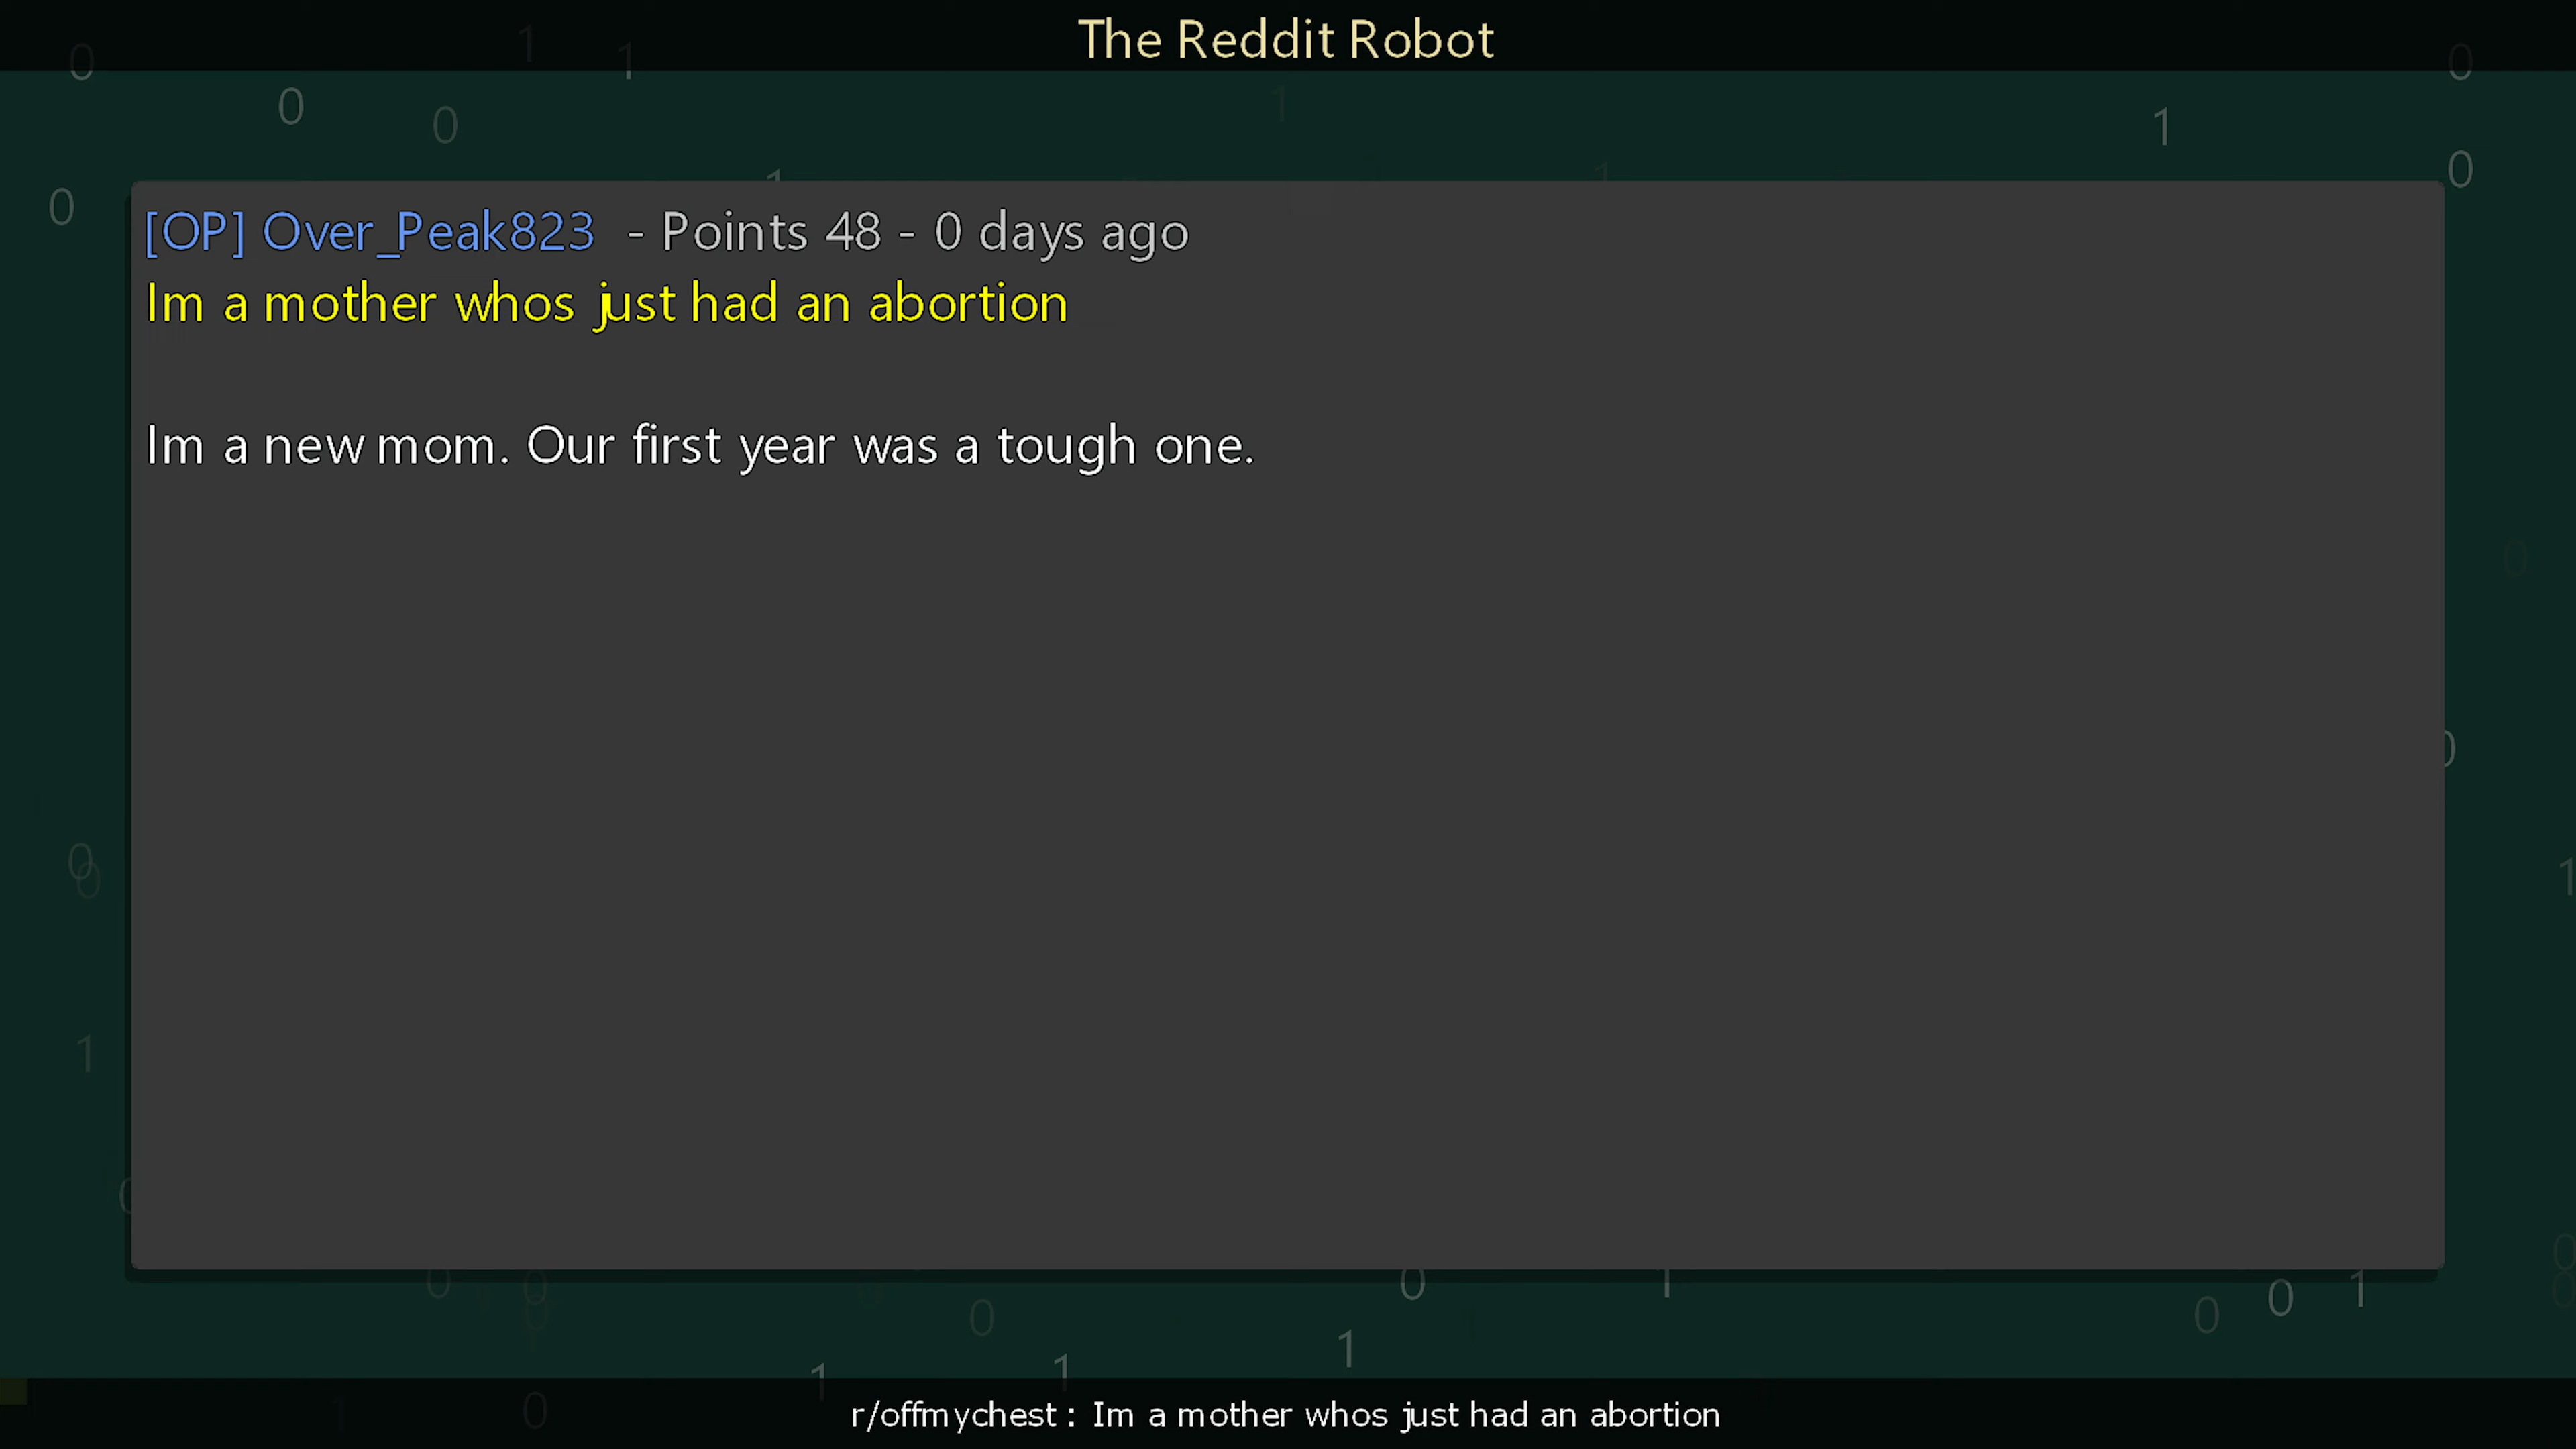 The Reddit Robot
[OP] Over_Peak823 - Points 48 - 0 days ago
Im a mother whos just had an abortion
Im a new mom. Our first year was a tough one.
r/offmychest : Im a mother whos just had an abortion